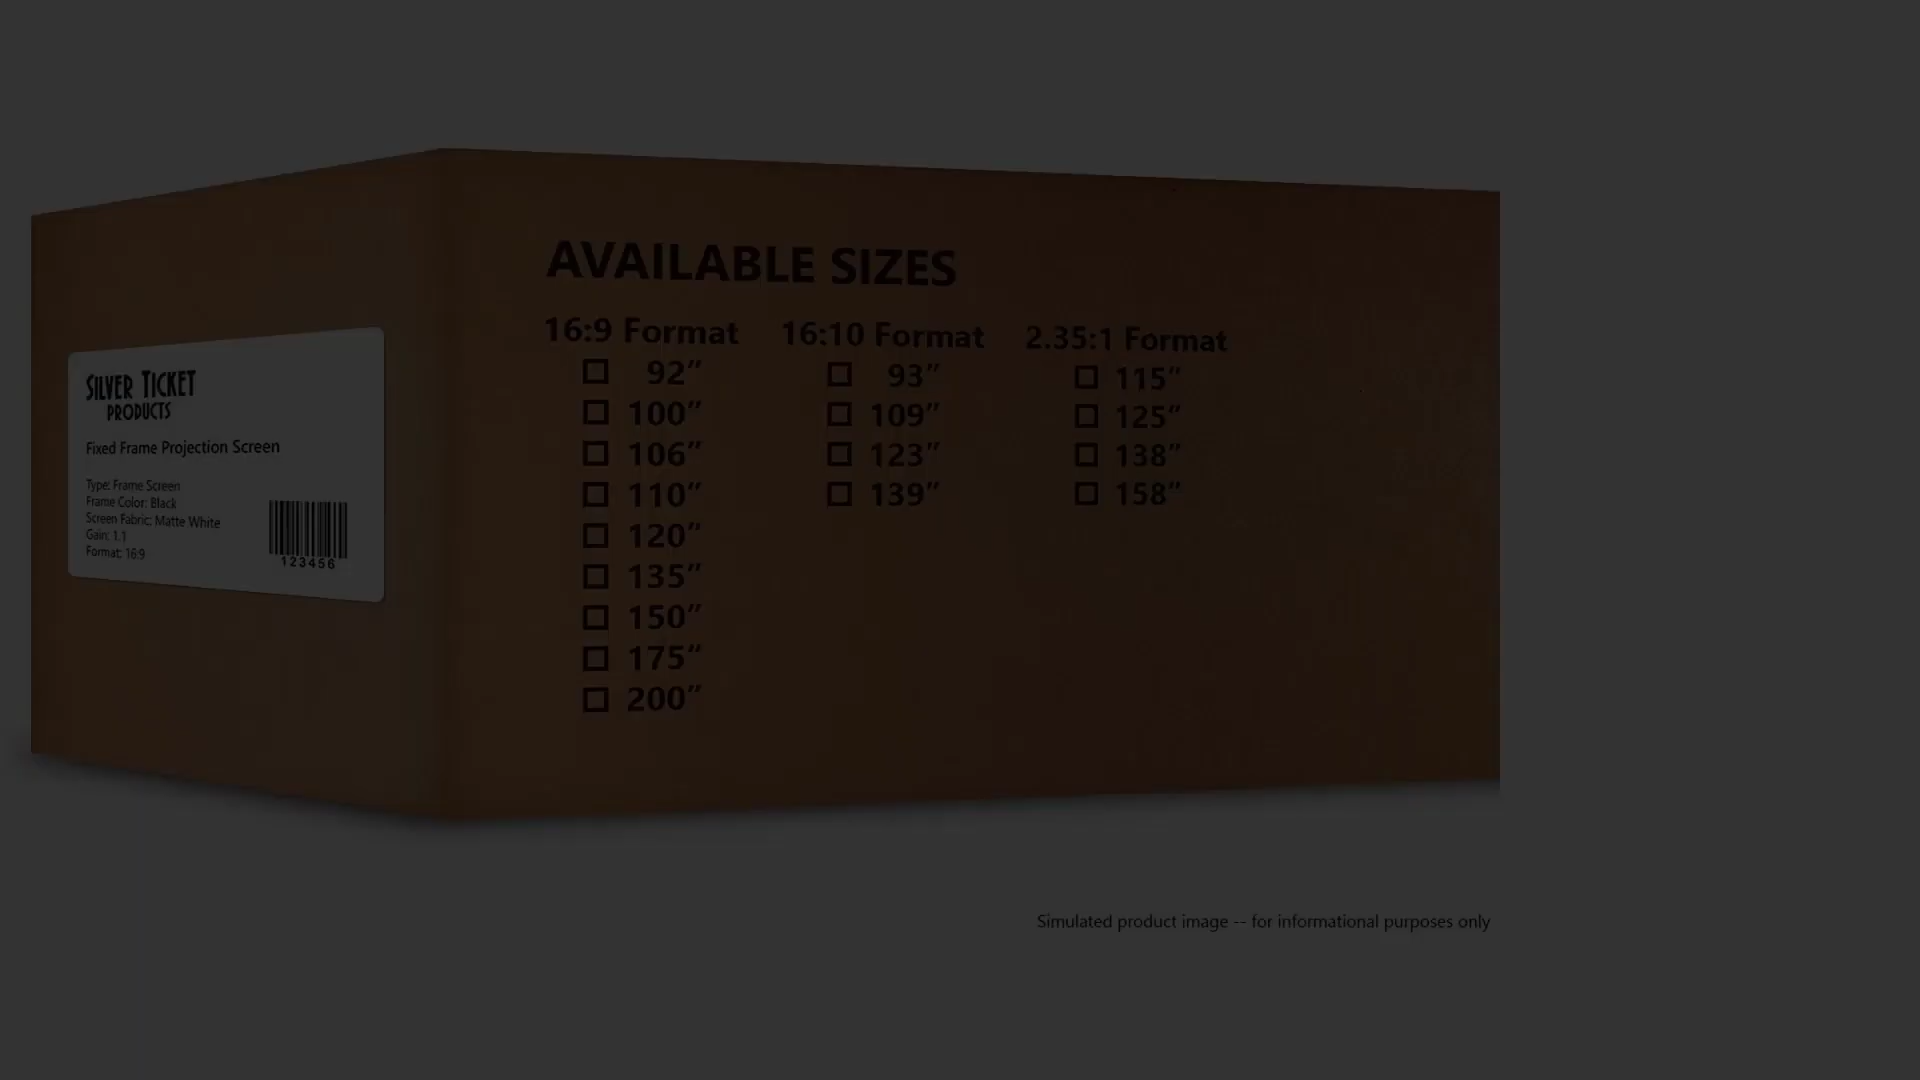 AVAILABLE SIZES
16:9 Format
92”
100”
106”
110”
120”
135”
150”
175”
200”
16:10 Format
93”
109”
123”
139”
2.35:1 Format
115”
125”
138”
158”
SILVER TICKET
PRODUCTS
Fixed Frame Projection Screen
Type: Frame Screen
Frame Color: Black
Screen Fabric: Matte White
Gain: 1.1
Format: 16:9
123456
Simulated product image -- for informational purposes only